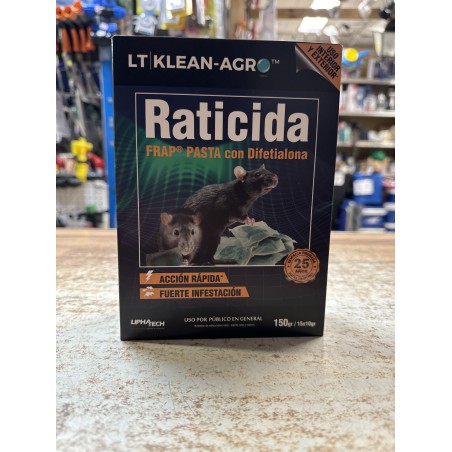 LT KLEAN-AGRO™
USO
INTERIOR
Y EXTERIOR
Raticida
FRAP® PASTA con Difetialona
25
ACCIÓN RÁPIDA*
FUERTE INFESTACIÓN
LIPHATECH
USO POR PÚBLICO EN GENERAL
150gr / 15x10gr